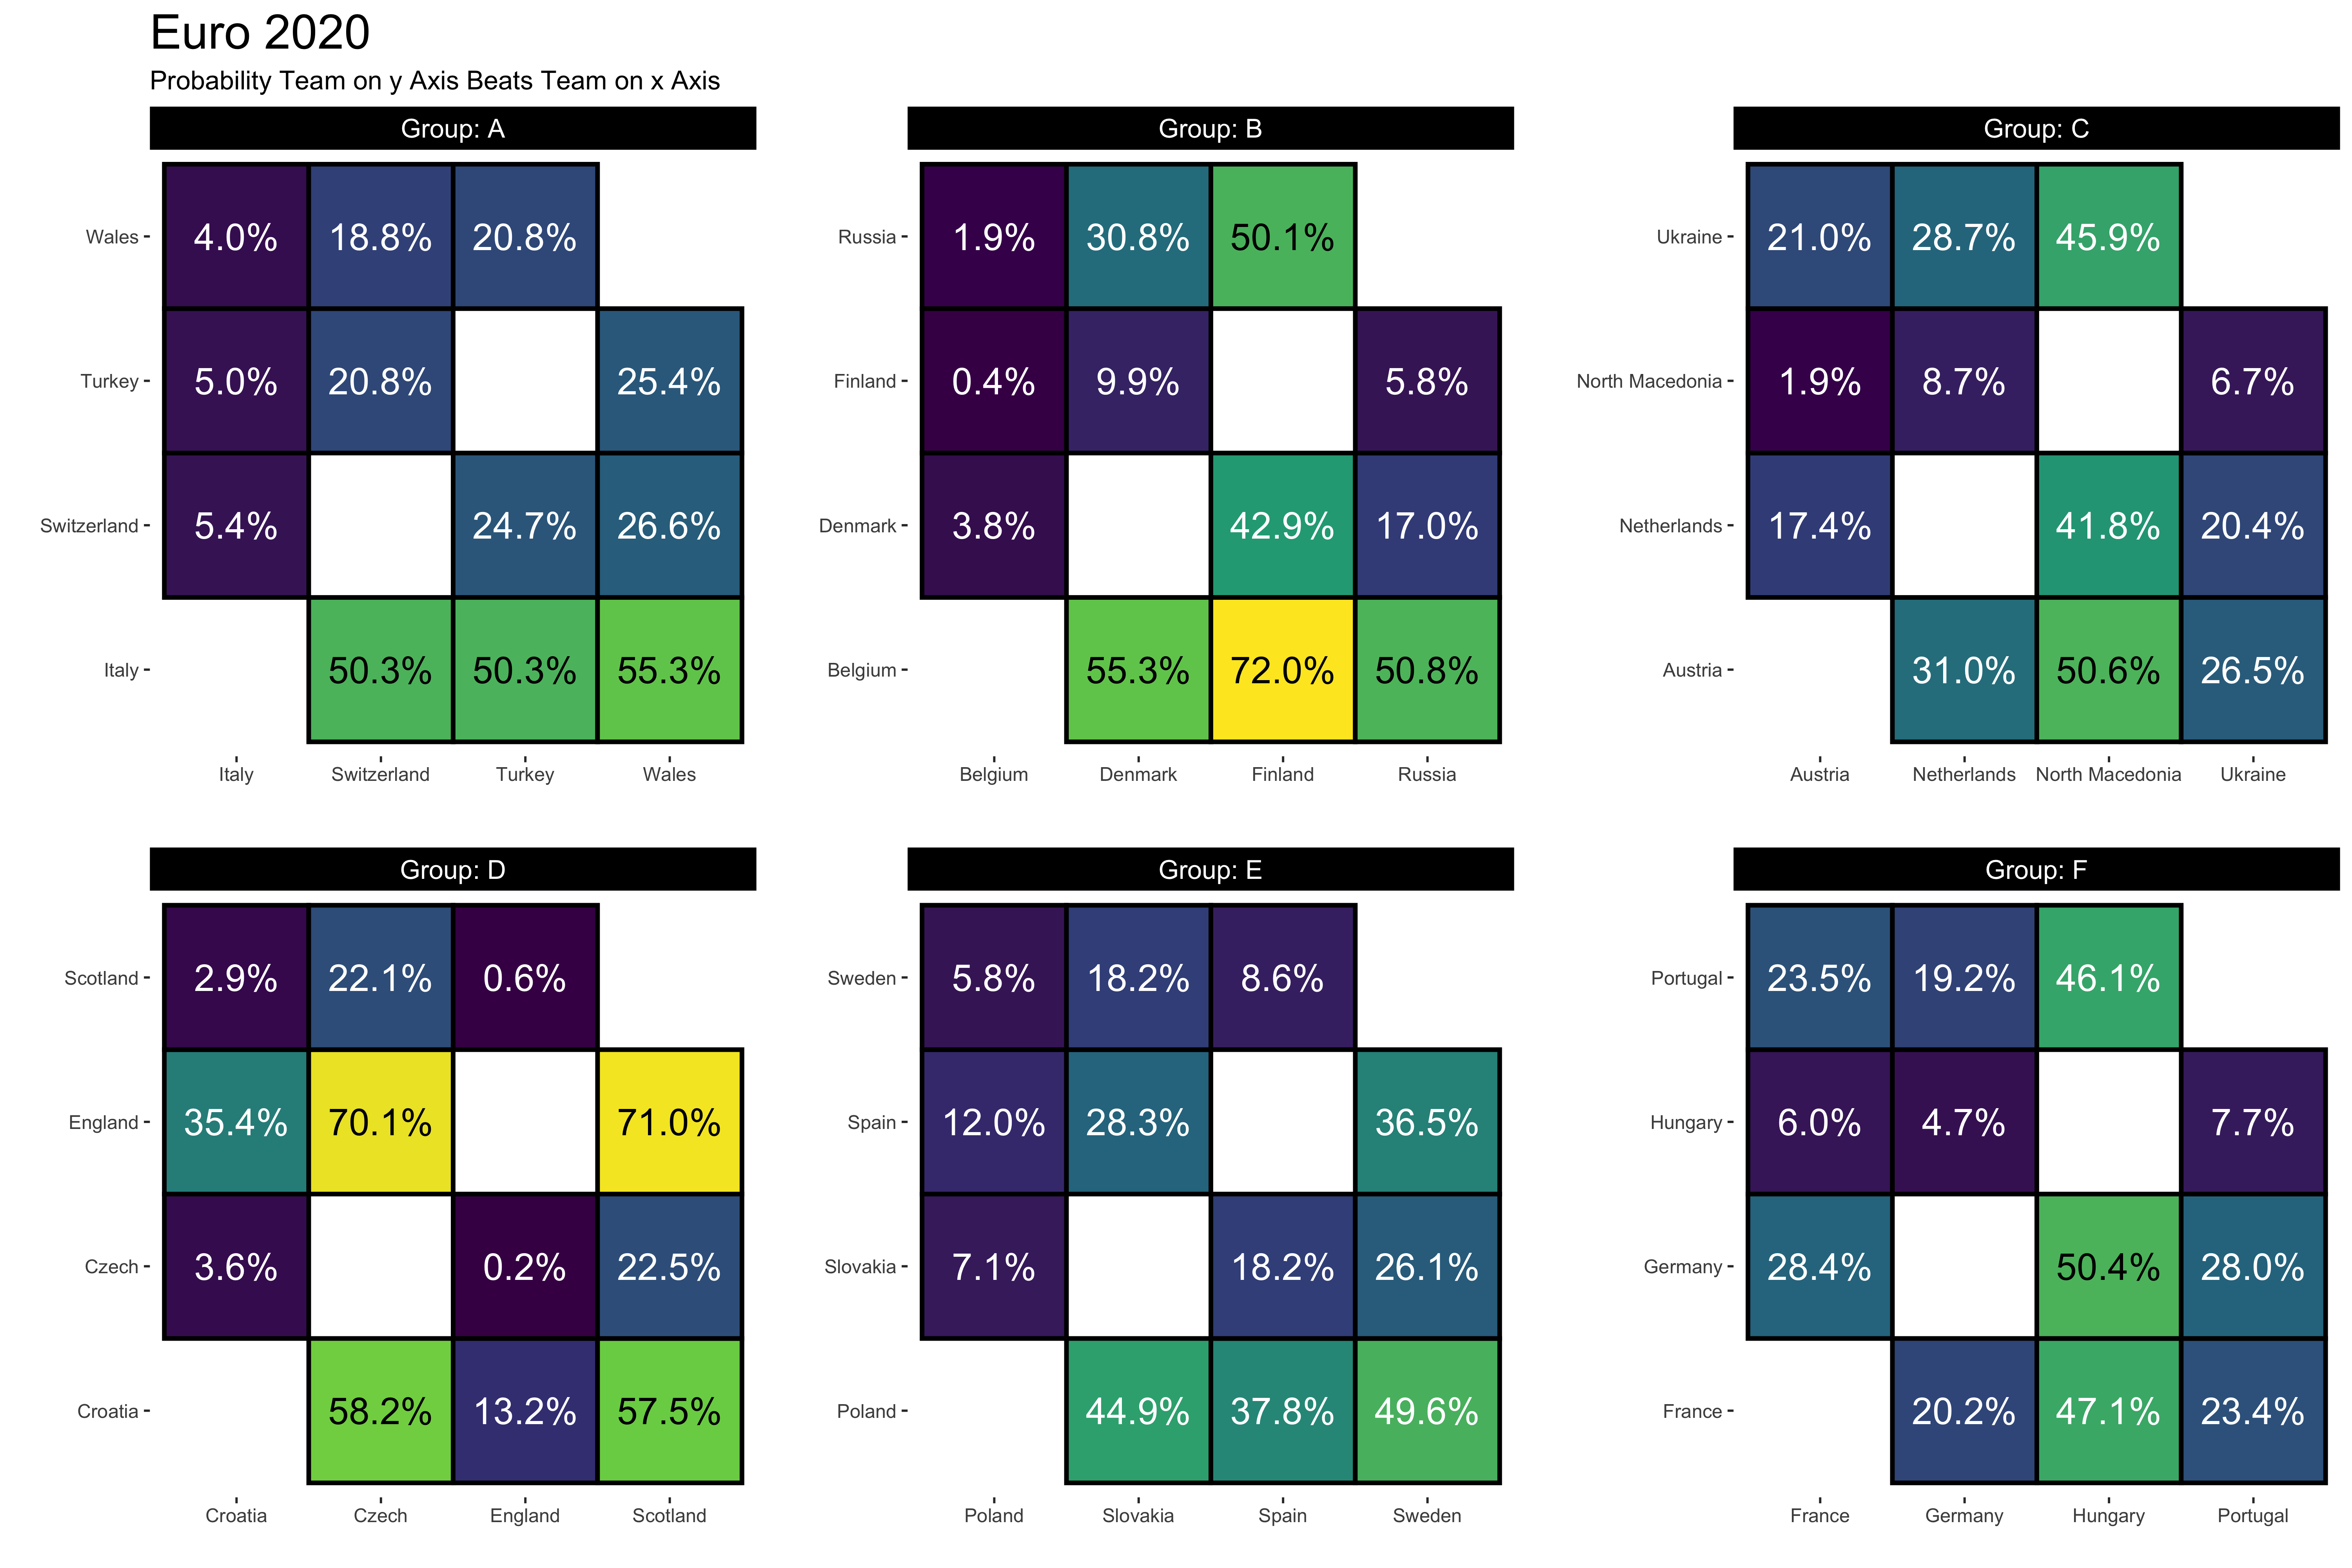 Euro 2020
Probability Team on y Axis Beats Team on x Axis
Group: A
Wales 4.0% 18.8% 20.8%
Turkey 5.0% 20.8% 25.4%
Switzerland 5.4% 24.7% 26.6%
Italy 50.3% 50.3% 55.3%
Italy Switzerland Turkey Wales
Group: B
Russia 1.9% 30.8% 50.1%
Finland 0.4% 9.9% 5.8%
Denmark 3.8% 42.9% 17.0%
Belgium 55.3% 72.0% 50.8%
Belgium Denmark Finland Russia
Group: C
Ukraine 21.0% 28.7% 45.9%
North Macedonia 1.9% 8.7% 6.7%
Netherlands 17.4% 41.8% 20.4%
Austria 31.0% 50.6% 26.5%
Austria Netherlands North Macedonia Ukraine
Group: D
Scotland 2.9% 22.1% 0.6%
England 35.4% 70.1% 71.0%
Czech 3.6% 0.2% 22.5%
Croatia 58.2% 13.2% 57.5%
Croatia Czech England Scotland
Group: E
Sweden 5.8% 18.2% 8.6%
Spain 12.0% 28.3% 36.5%
Slovakia 7.1% 18.2% 26.1%
Poland 44.9% 37.8% 49.6%
Poland Slovakia Spain Sweden
Group: F
Portugal 23.5% 19.2% 46.1%
Hungary 6.0% 4.7% 7.7%
Germany 28.4% 50.4% 28.0%
France 20.2% 47.1% 23.4%
France Germany Hungary Portugal